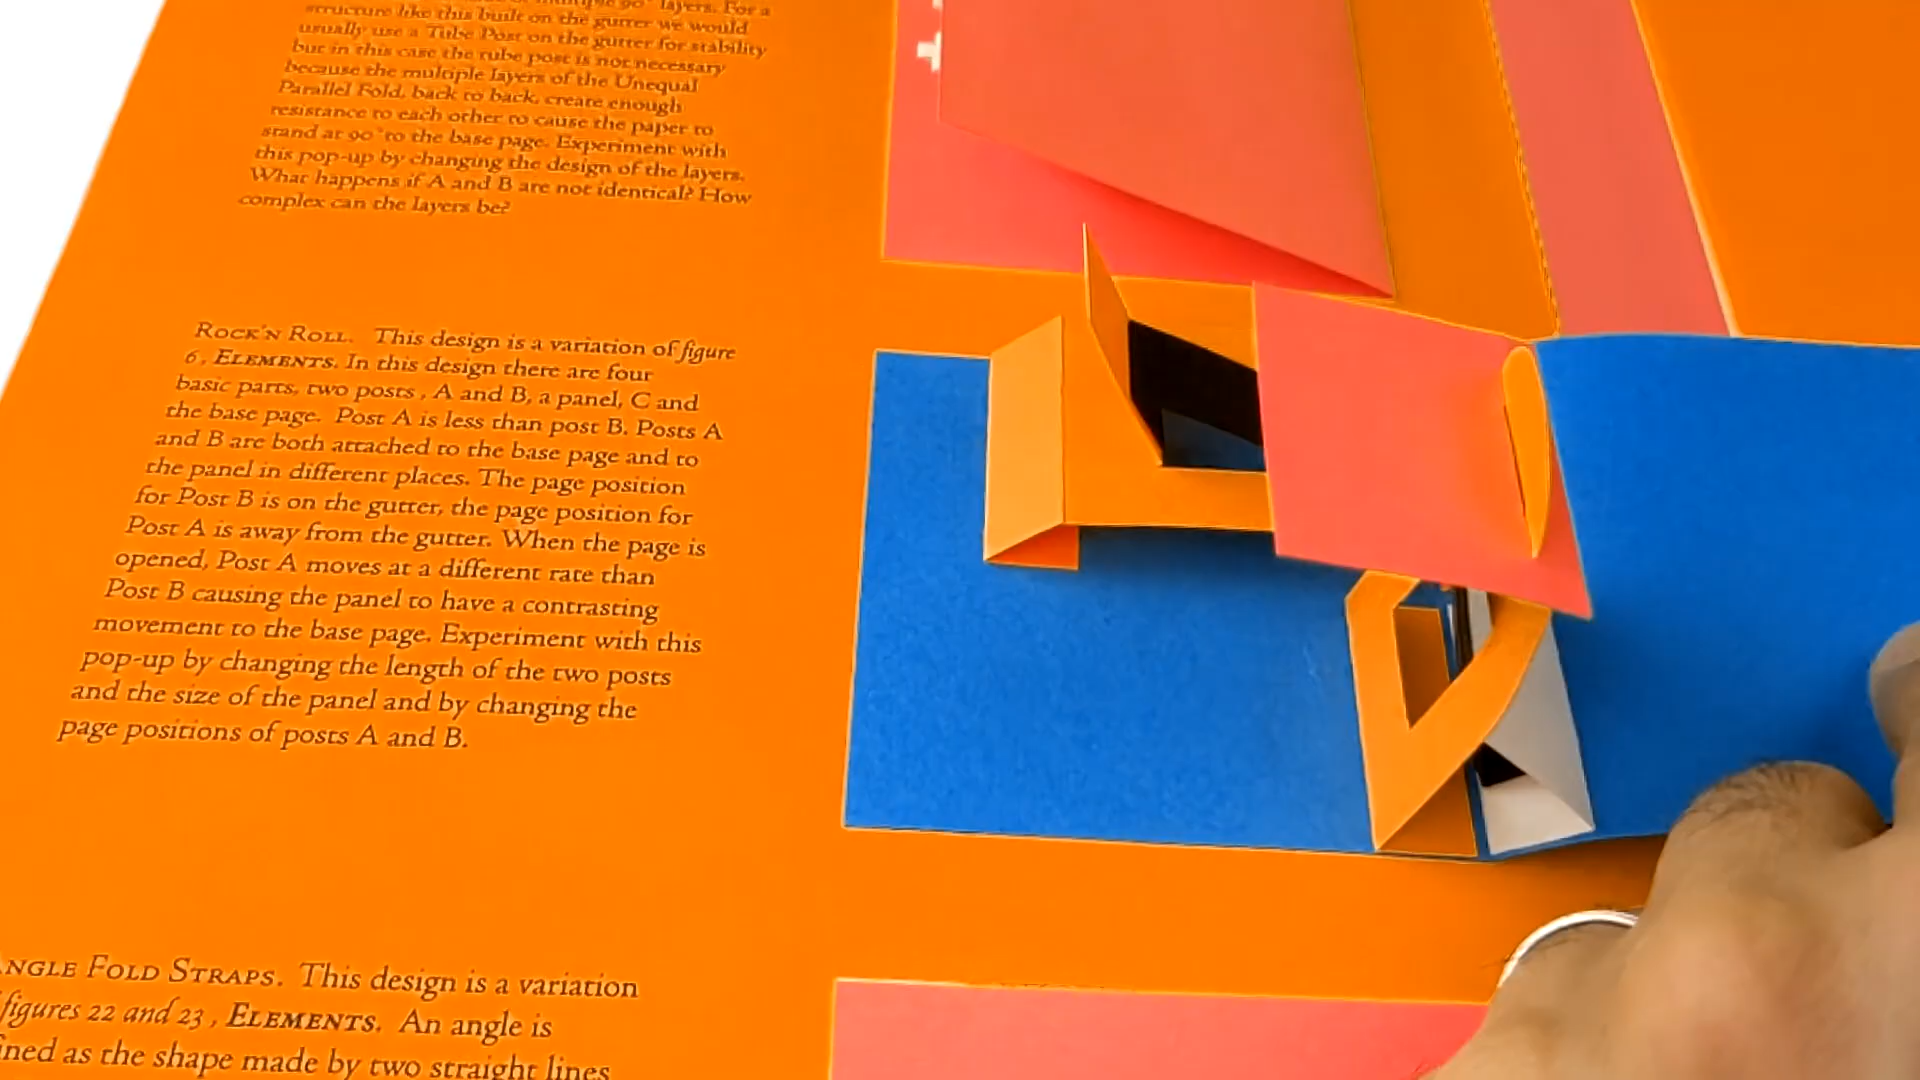 multiple 90° layers. For a
structure like this built on the gutter we would
usually use a Tube Post on the gutter for stability
but in this case the tube post is not necessary
because the multiple layers of the Unequal
Parallel Fold, back to back, create enough
resistance to each other to cause the paper to
stand at 90° to the base page. Experiment with
this pop-up by changing the design of the layers.
What happens if A and B are not identical? How
complex can the layers be?
Rock'n Roll. This design is a variation of figure
6, Elements. In this design there are four
basic parts, two posts, A and B, a panel, C and
the base page. Post A is less than post B. Posts A
and B are both attached to the base page and to
the panel in different places. The page position
for Post B is on the gutter, the page position for
Post A is away from the gutter. When the page is
opened, Post A moves at a different rate than
Post B causing the panel to have a contrasting
movement to the base page. Experiment with this
pop-up by changing the length of the two posts
and the size of the panel and by changing the
page positions of posts A and B.
ngle Fold Straps. This design is a variation
figures 22 and 23, Elements. An angle is
ined as the shape made by two straight lines